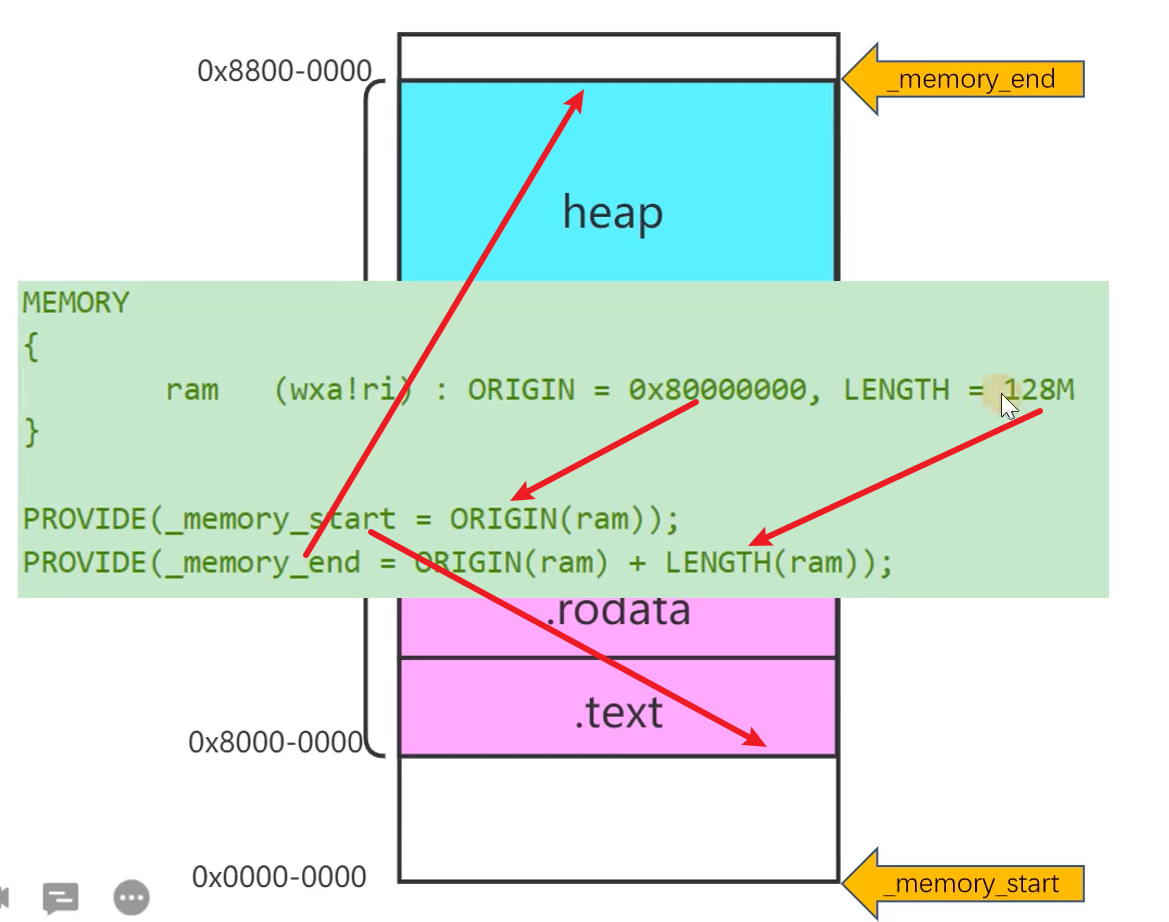 0x8800-0000
_memory_end
heap
MEMORY
{
ram (wxa!ri) : ORIGIN = 0x80000000, LENGTH = 128M
}
PROVIDE(_memory_start = ORIGIN(ram));
PROVIDE(_memory_end = ORIGIN(ram) + LENGTH(ram));
.rodata
.text
0x8000-0000
0x0000-0000
_memory_start